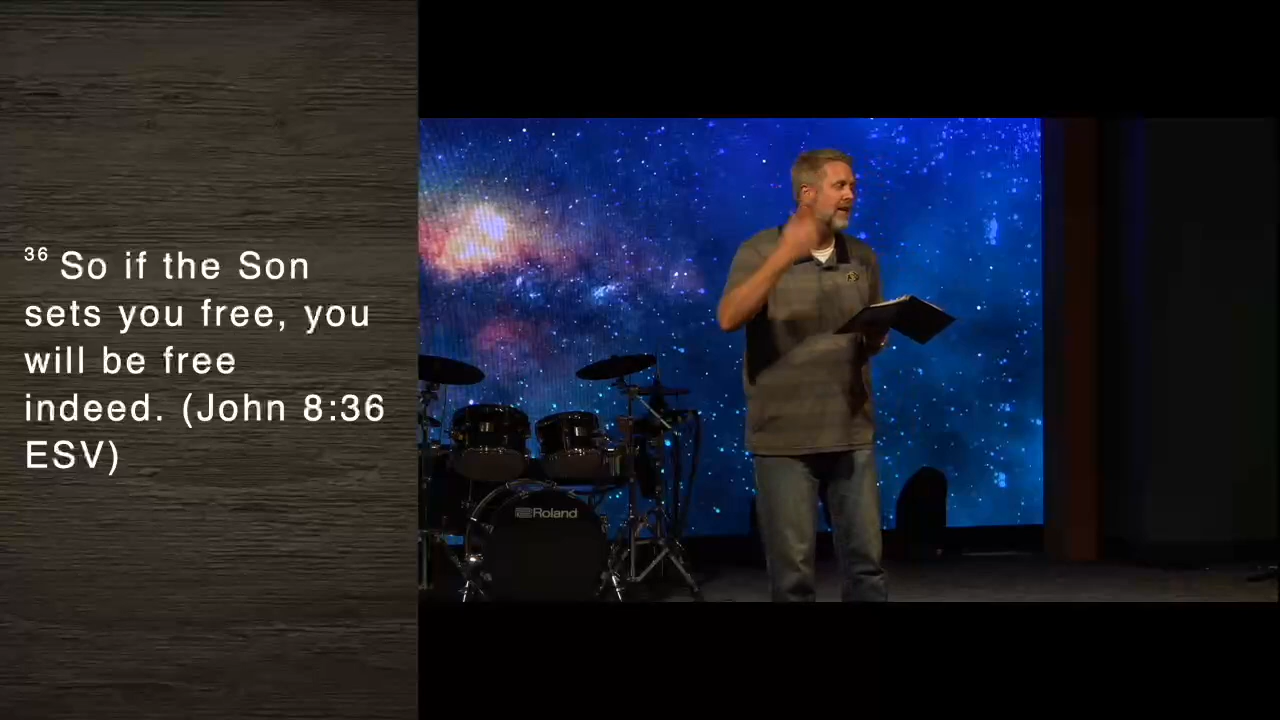 36 So if the Son
sets you free, you
will be free
indeed. (John 8:36
ESV)
Roland